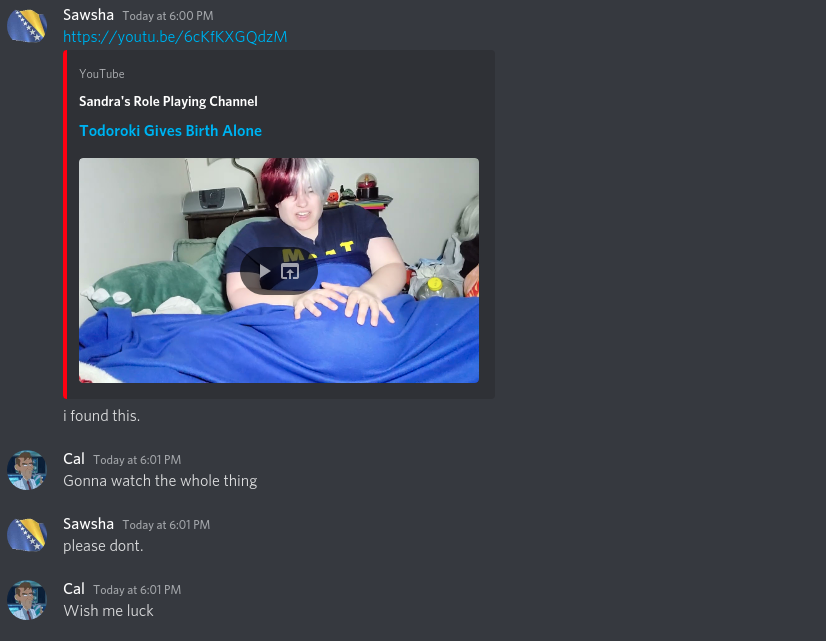 Sawsha Today at 6:00 PM
https://youtu.be/6cKfKXGQdzM
YouTube
Sandra's Role Playing Channel
Todoroki Gives Birth Alone
i found this.
Cal Today at 6:01 PM
Gonna watch the whole thing
Sawsha Today at 6:01 PM
please dont.
Cal Today at 6:01 PM
Wish me luck